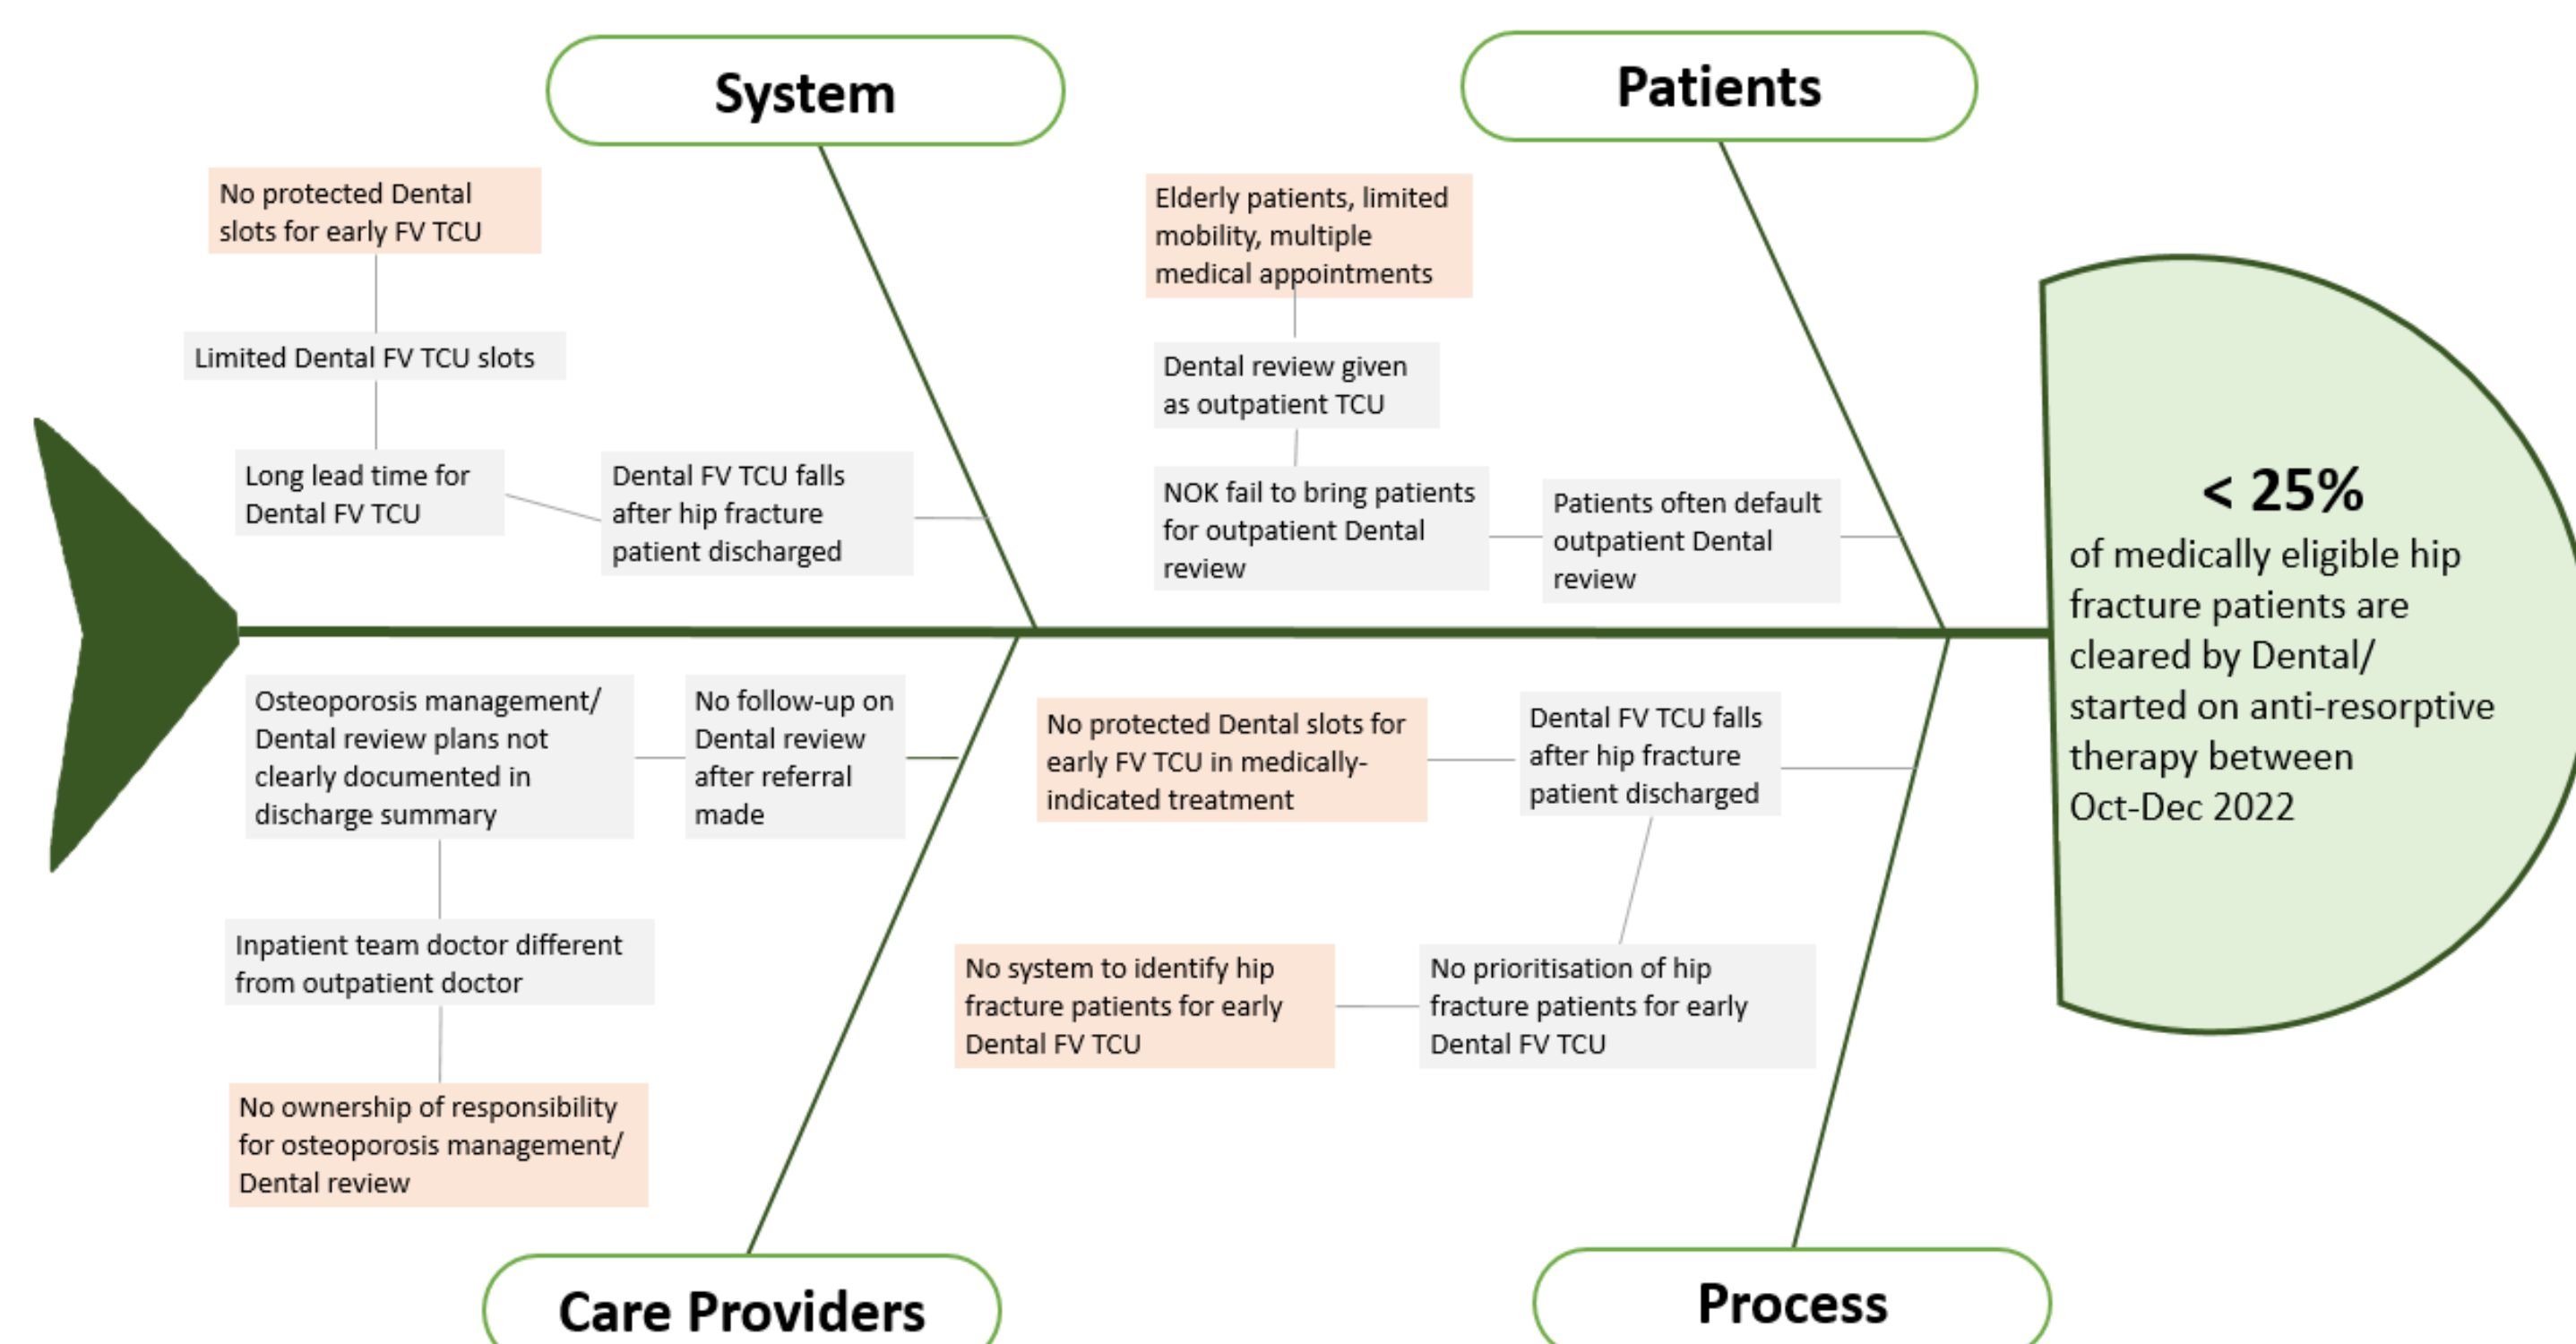 System
Patients
No protected Dental
slots for early FV TCU
Limited Dental FV TCU slots
Long lead time for
Dental FV TCU
Dental FV TCU falls
after hip fracture
patient discharged
Elderly patients, limited
mobility, multiple
medical appointments
Dental review given
as outpatient TCU
NOK fail to bring patients
for outpatient Dental
review
Patients often default
outpatient Dental
review
< 25%
of medically eligible hip
fracture patients are
cleared by Dental/
started on anti-resorptive
therapy between
Oct-Dec 2022
Osteoporosis management/
Dental review plans not
clearly documented in
discharge summary
No follow-up on
Dental review
after referral
made
Inpatient team doctor different
from outpatient doctor
No ownership of responsibility
for osteoporosis management/
Dental review
No protected Dental slots for
early FV TCU in medically-
indicated treatment
Dental FV TCU falls
after hip fracture
patient discharged
No system to identify hip
fracture patients for early
Dental FV TCU
No prioritisation of hip
fracture patients for early
Dental FV TCU
Care Providers
Process